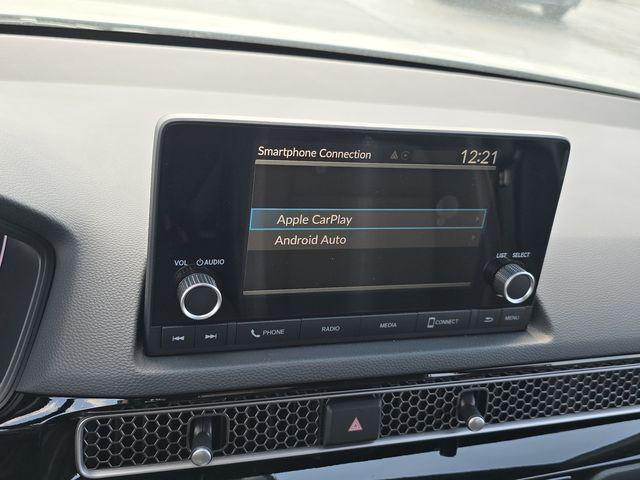 Smartphone Connection
12:21
Apple CarPlay
Android Auto
VOL AUDIO
LIST SELECT
PHONE
RADIO
MEDIA
CONNECT
MENU